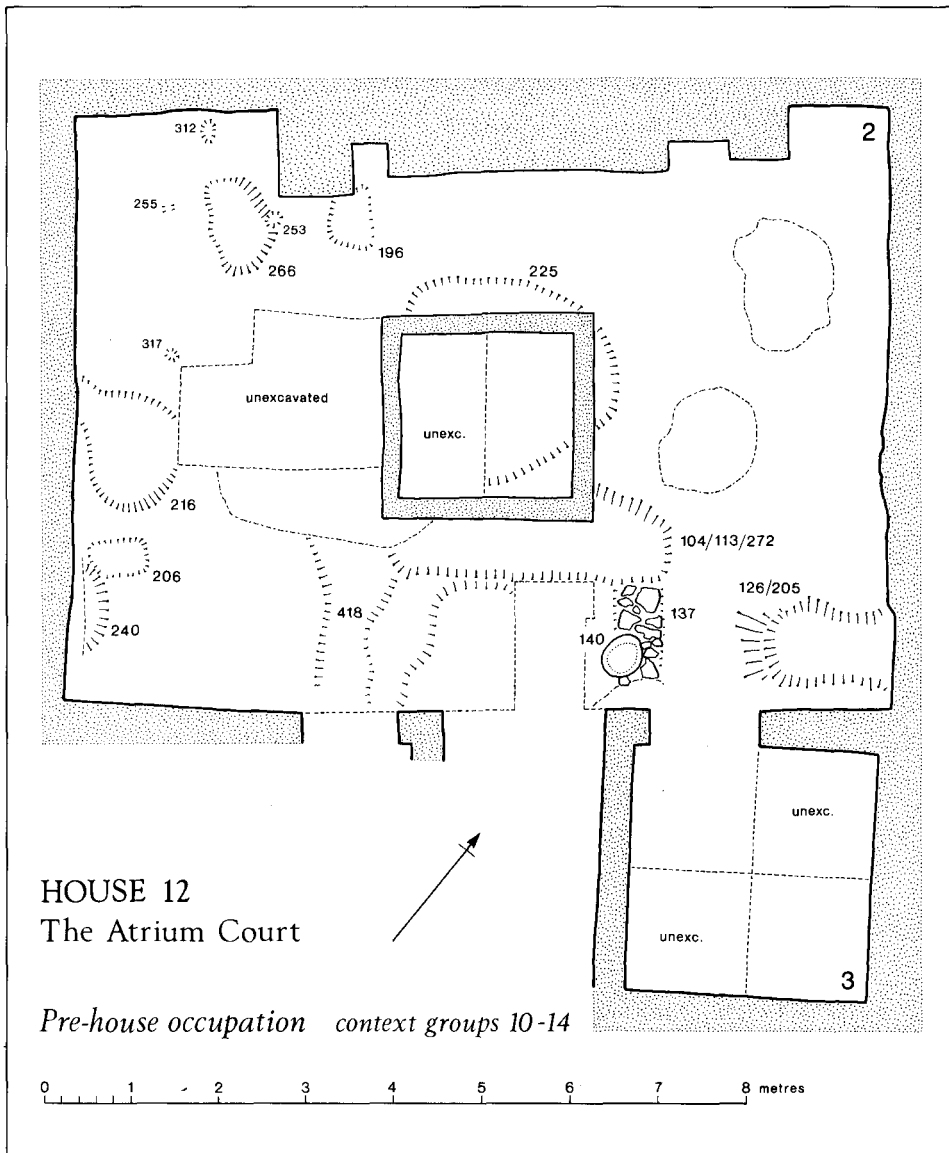 2
312
255
253
266
196
225
317
unexcavated
unexc.
216
104/113/272
206
126/205
418
137
240
140
unexc.
HOUSE 12
The Atrium Court
unexc.
3
Pre-house occupation context groups 10-14
0 1 2 3 4 5 6 7 8 metres